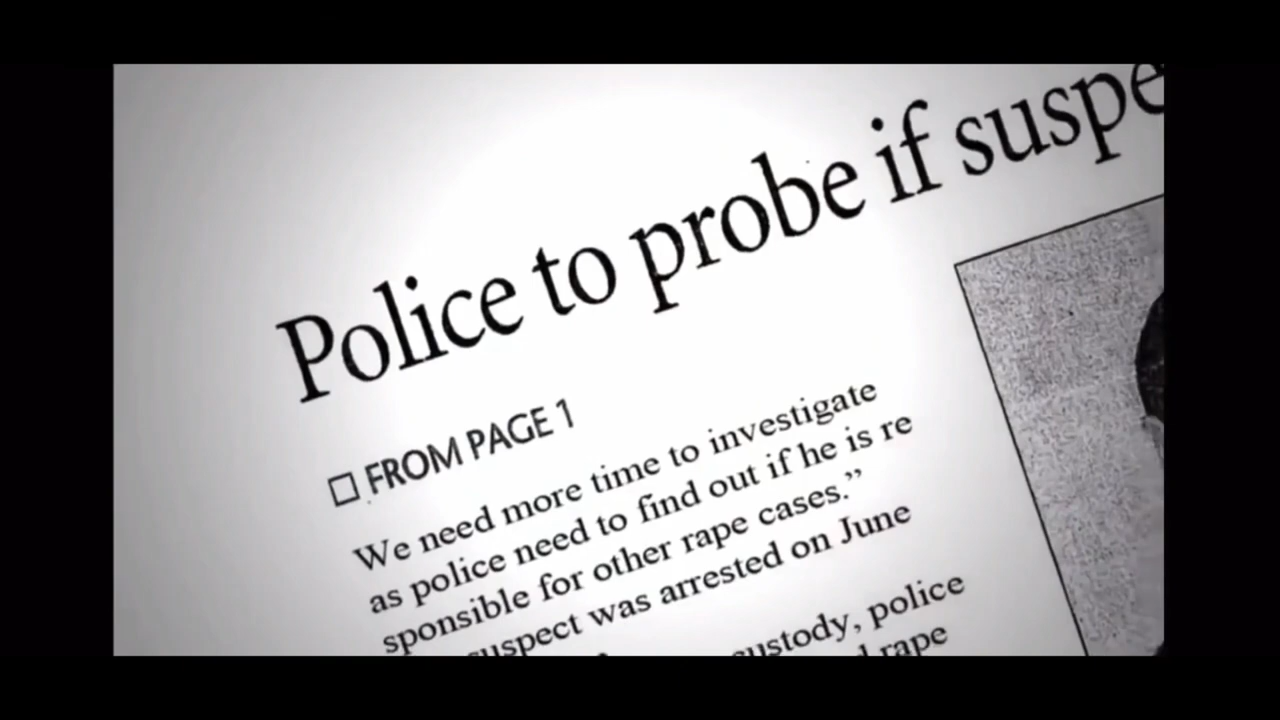 Police to probe if suspe
□ FROM PAGE 1
We need more time to investigate
as police need to find out if he is re
sponsible for other rape cases.”
suspect was arrested on June
custody, police
rape